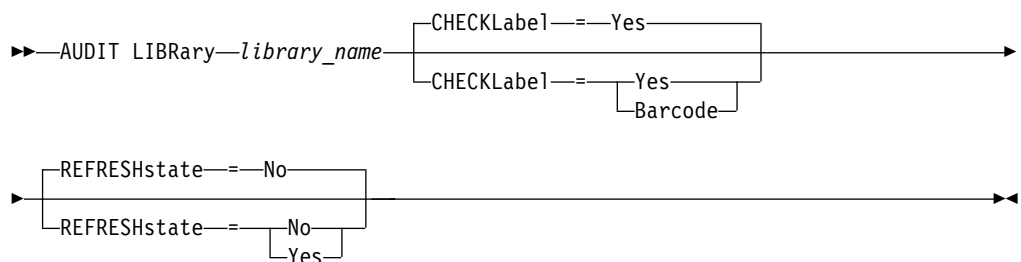 CHECKLabel = Yes
AUDIT LIBRary library_name
CHECKLabel = Yes
Barcode
REFRESHstate = No
REFRESHstate = No
Yes